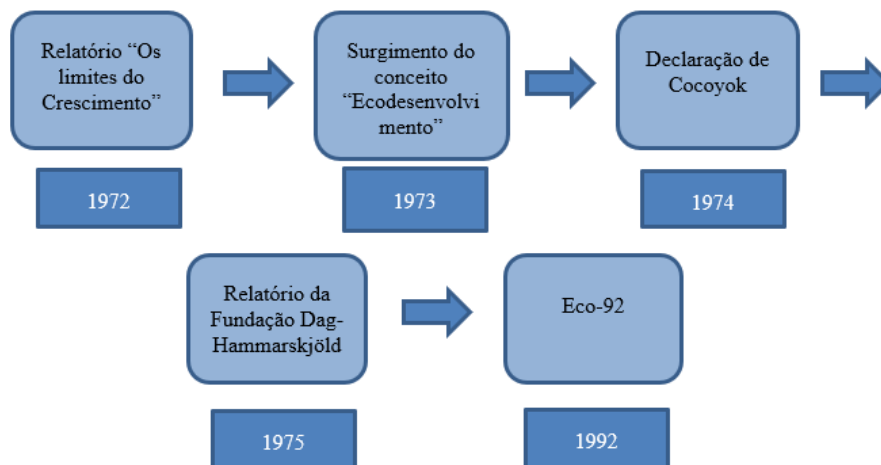 Relatório “Os
limites do
Crescimento”
1972
Surgimento do
conceito
“Ecodesenvolvi
mento”
1973
Declaração de
Cocoyok
1974
Relatório da
Fundação Dag-
Hammarskjöld
1975
Eco-92
1992